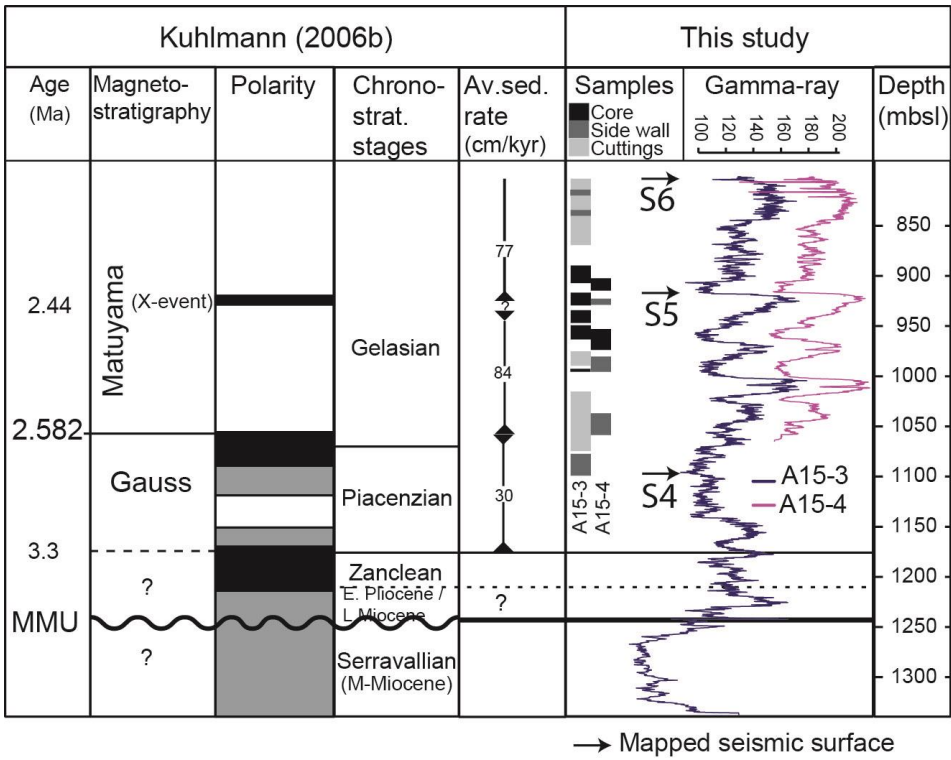 Kuhlmann (2006b)
This study
Age
(Ma)
Magneto-
stratigraphy
Polarity
Chrono-
strat.
stages
Av.sed.
rate
(cm/kyr)
Samples
Core
Side wall
Cuttings
Gamma-ray
100
120
140
160
200
Depth
(mbsl)
S6
850
77
Matuyama
(X-event)
900
2.44
S5
?
950
Gelasian
84
1000
2.582
1050
Gauss
Piacenzian
30
A15-3
A15-4
S4
A15-3
A15-4
1100
1150
3.3
Zanclean
?
E. Pliocene /
L Miocene
?
1200
MMU
1250
?
Serravallian
(M-Miocene)
1300
Mapped seismic surface